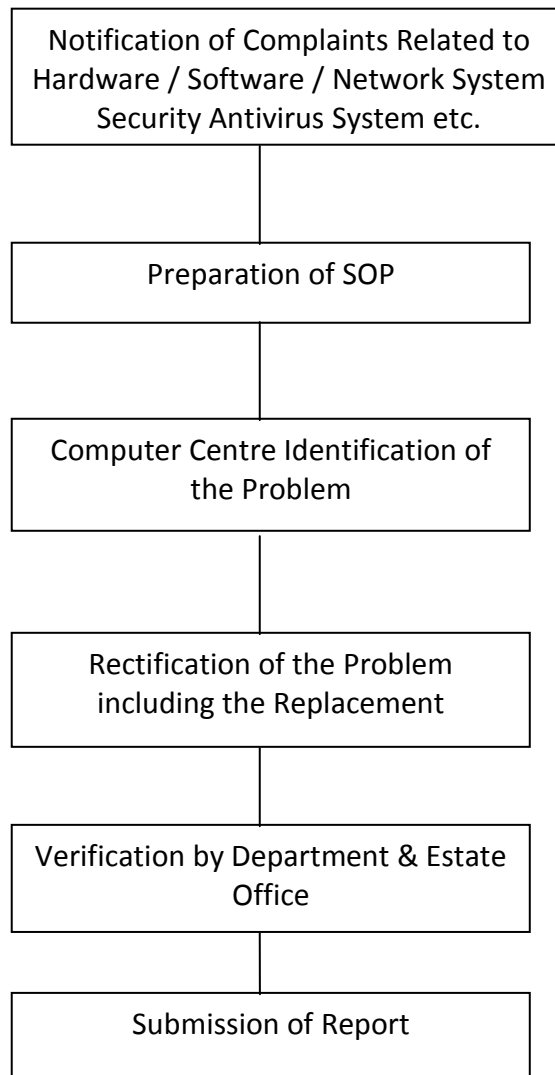 Notification of Complaints Related to
Hardware / Software / Network System
Security Antivirus System etc.
Preparation of SOP
Computer Centre Identification of
the Problem
Rectification of the Problem
including the Replacement
Verification by Department & Estate
Office
Submission of Report